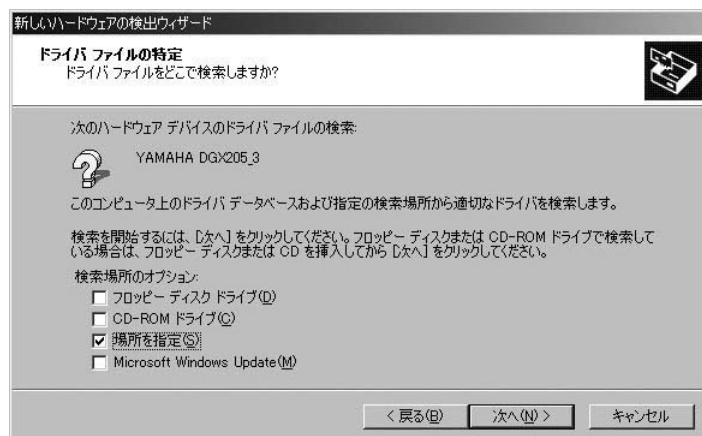 新しいハードウェアの検出ウィザード
ドライバ ファイルの特定
ドライバ ファイルをどこで検索しますか?
次のハードウェア デバイスのドライバ ファイルの検索:
YAMAHA DGX205_3
このコンピュータ上のドライバ データベースおよび指定の検索場所から適切なドライバを検索します。
検索を開始するには、[次へ] をクリックしてください。フロッピー ディスクまたは CD-ROM ドライブで検索して
いる場合は、フロッピー ディスクまたは CD を挿入してから [次へ] をクリックしてください。
検索場所のオプション:
フロッピー ディスク ドライブ(D)
CD-ROM ドライブ(C)
場所を指定(S)
Microsoft Windows Update(M)
< 戻る(B) 次へ(N) > キャンセル